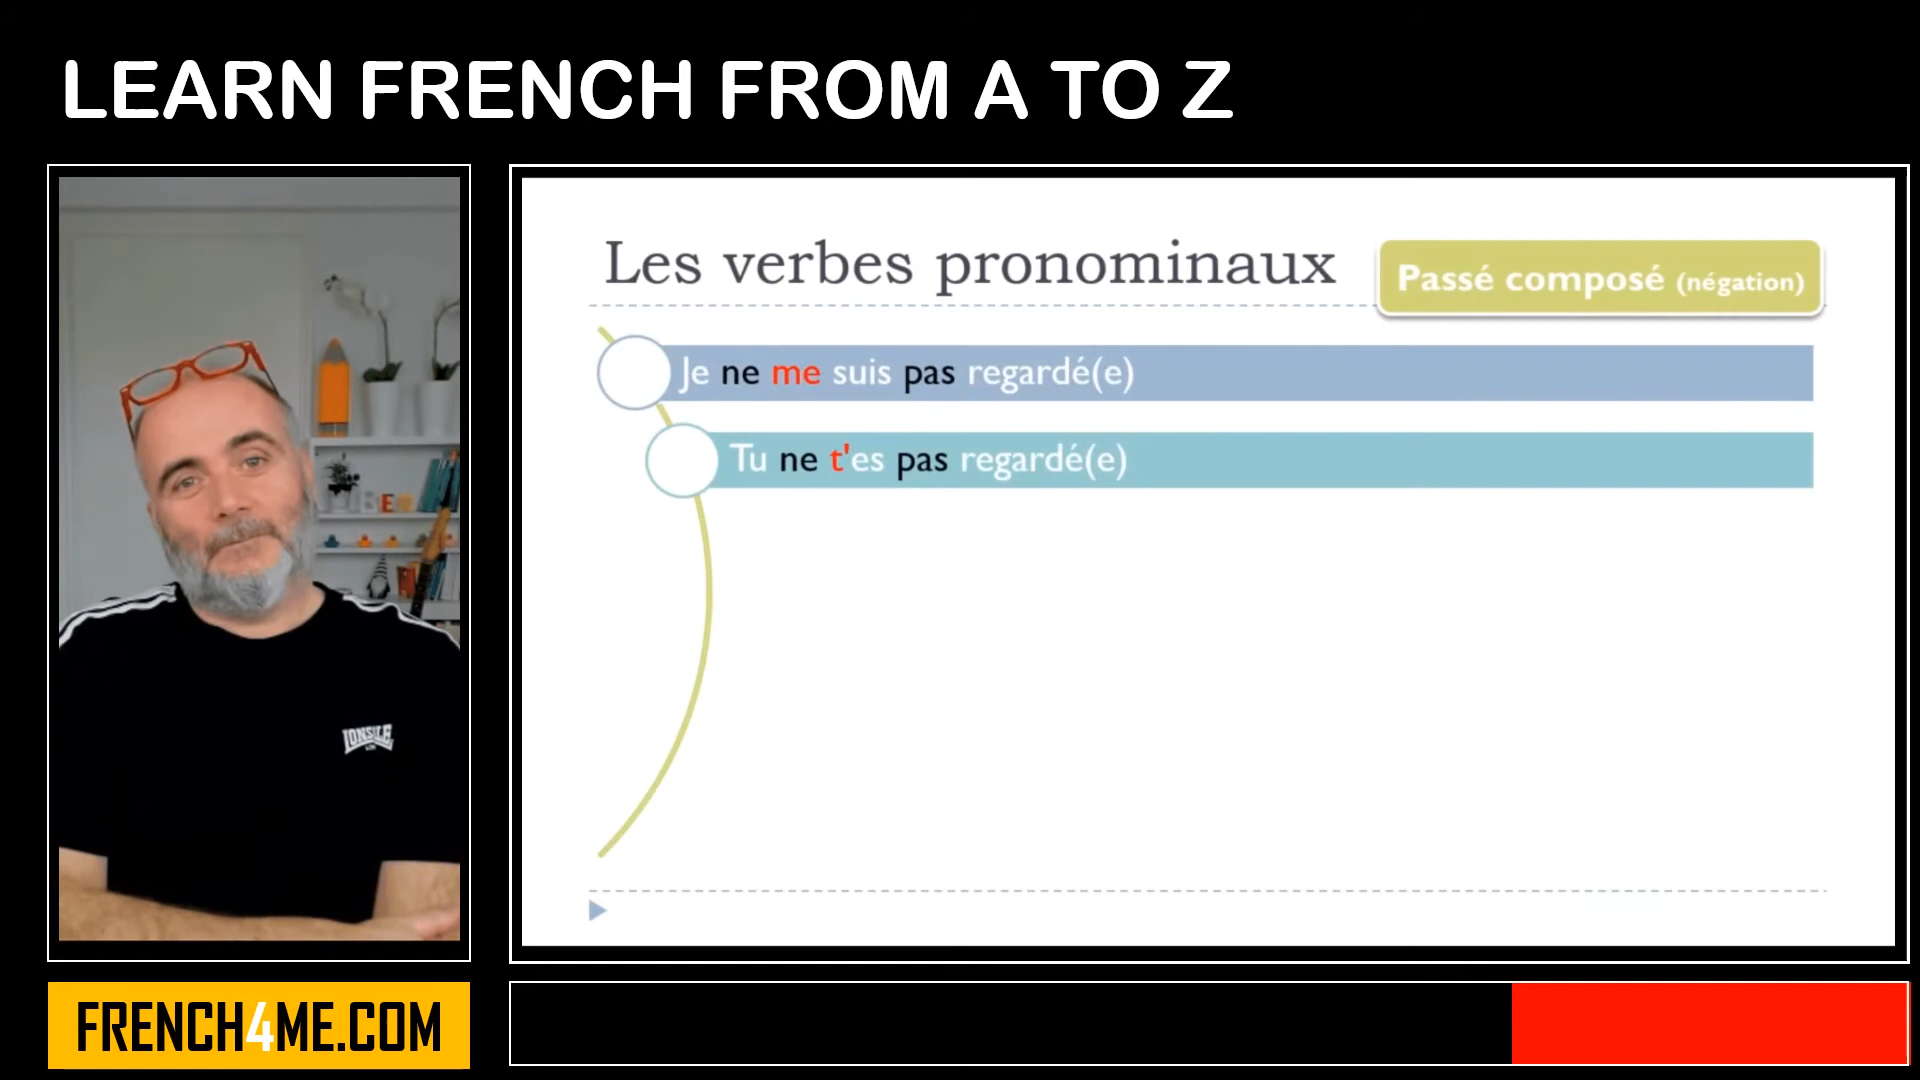 LEARN FRENCH FROM A TO Z
Les verbes pronominaux
Passé composé (négation)
Je ne me suis pas regardé(e)
Tu ne t'es pas regardé(e)
LONSDALE
FRENCH4ME.COM